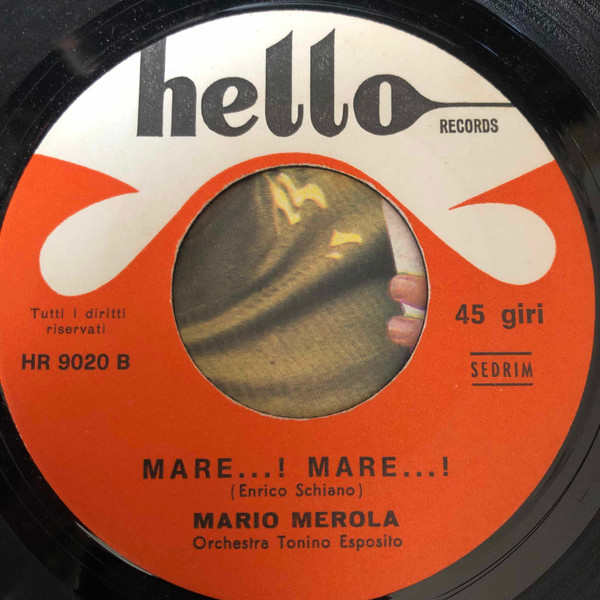 hello
RECORDS
Tutti i diritti
riservati
HR 9020 B
45 giri
SEDRIM
MARE...! MARE...!
(Enrico Schiano)
MARIO MEROLA
Orchestra Tonino Esposito